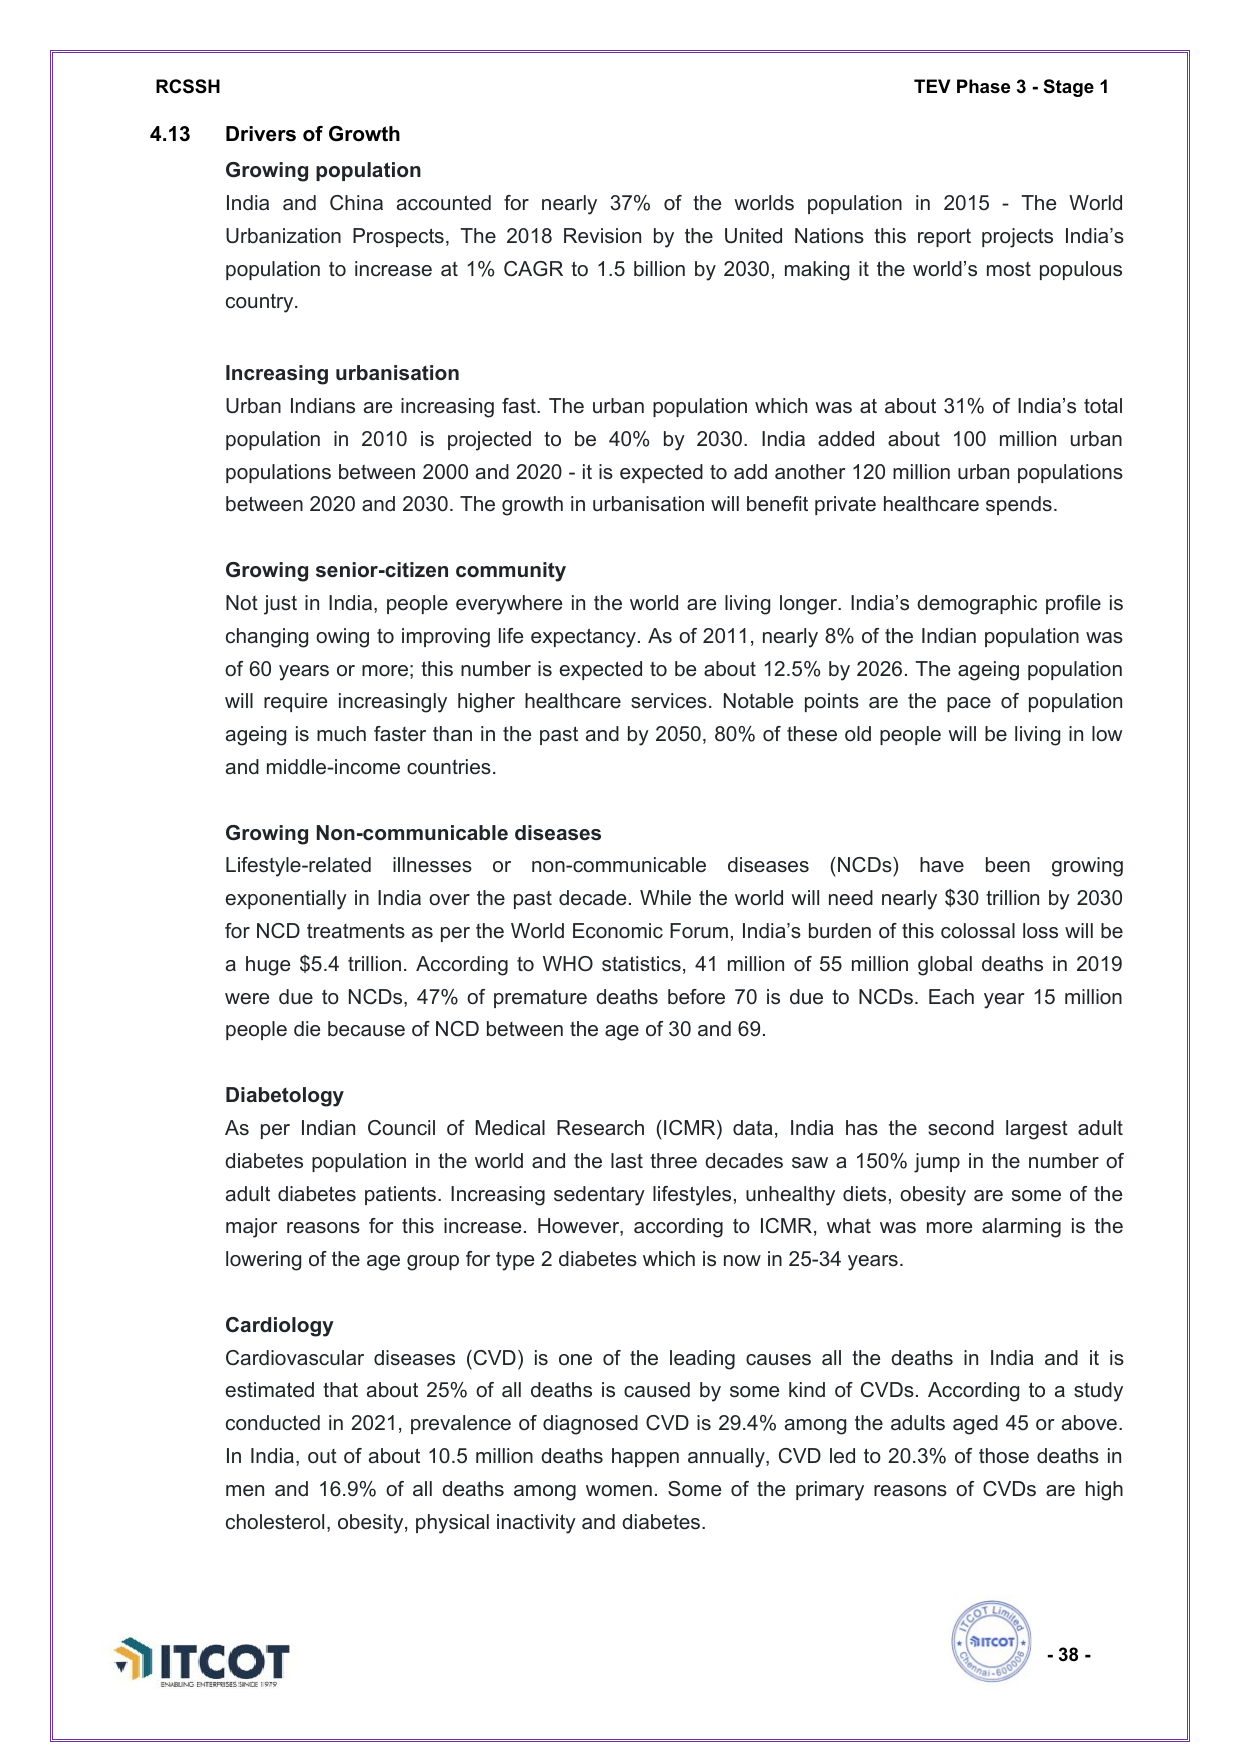 RCSSH
TEV Phase 3 - Stage 1
4.13 Drivers of Growth
Growing population
India and China accounted for nearly 37% of the worlds population in 2015 - The World
Urbanization Prospects, The 2018 Revision by the United Nations this report projects India’s
population to increase at 1% CAGR to 1.5 billion by 2030, making it the world’s most populous
country.
Increasing urbanisation
Urban Indians are increasing fast. The urban population which was at about 31% of India’s total
population in 2010 is projected to be 40% by 2030. India added about 100 million urban
populations between 2000 and 2020 - it is expected to add another 120 million urban populations
between 2020 and 2030. The growth in urbanisation will benefit private healthcare spends.
Growing senior-citizen community
Not just in India, people everywhere in the world are living longer. India’s demographic profile is
changing owing to improving life expectancy. As of 2011, nearly 8% of the Indian population was
of 60 years or more; this number is expected to be about 12.5% by 2026. The ageing population
will require increasingly higher healthcare services. Notable points are the pace of population
ageing is much faster than in the past and by 2050, 80% of these old people will be living in low
and middle-income countries.
Growing Non-communicable diseases
Lifestyle-related illnesses or non-communicable diseases (NCDs) have been growing
exponentially in India over the past decade. While the world will need nearly $30 trillion by 2030
for NCD treatments as per the World Economic Forum, India’s burden of this colossal loss will be
a huge $5.4 trillion. According to WHO statistics, 41 million of 55 million global deaths in 2019
were due to NCDs, 47% of premature deaths before 70 is due to NCDs. Each year 15 million
people die because of NCD between the age of 30 and 69.
Diabetology
As per Indian Council of Medical Research (ICMR) data, India has the second largest adult
diabetes population in the world and the last three decades saw a 150% jump in the number of
adult diabetes patients. Increasing sedentary lifestyles, unhealthy diets, obesity are some of the
major reasons for this increase. However, according to ICMR, what was more alarming is the
lowering of the age group for type 2 diabetes which is now in 25-34 years.
Cardiology
Cardiovascular diseases (CVD) is one of the leading causes all the deaths in India and it is
estimated that about 25% of all deaths is caused by some kind of CVDs. According to a study
conducted in 2021, prevalence of diagnosed CVD is 29.4% among the adults aged 45 or above.
In India, out of about 10.5 million deaths happen annually, CVD led to 20.3% of those deaths in
men and 16.9% of all deaths among women. Some of the primary reasons of CVDs are high
cholesterol, obesity, physical inactivity and diabetes.
ITCOT
ENABLING ENTERPRISES SINCE 1979
ITCOT Limited
ITCOT
Chennai-600006
- 38 -